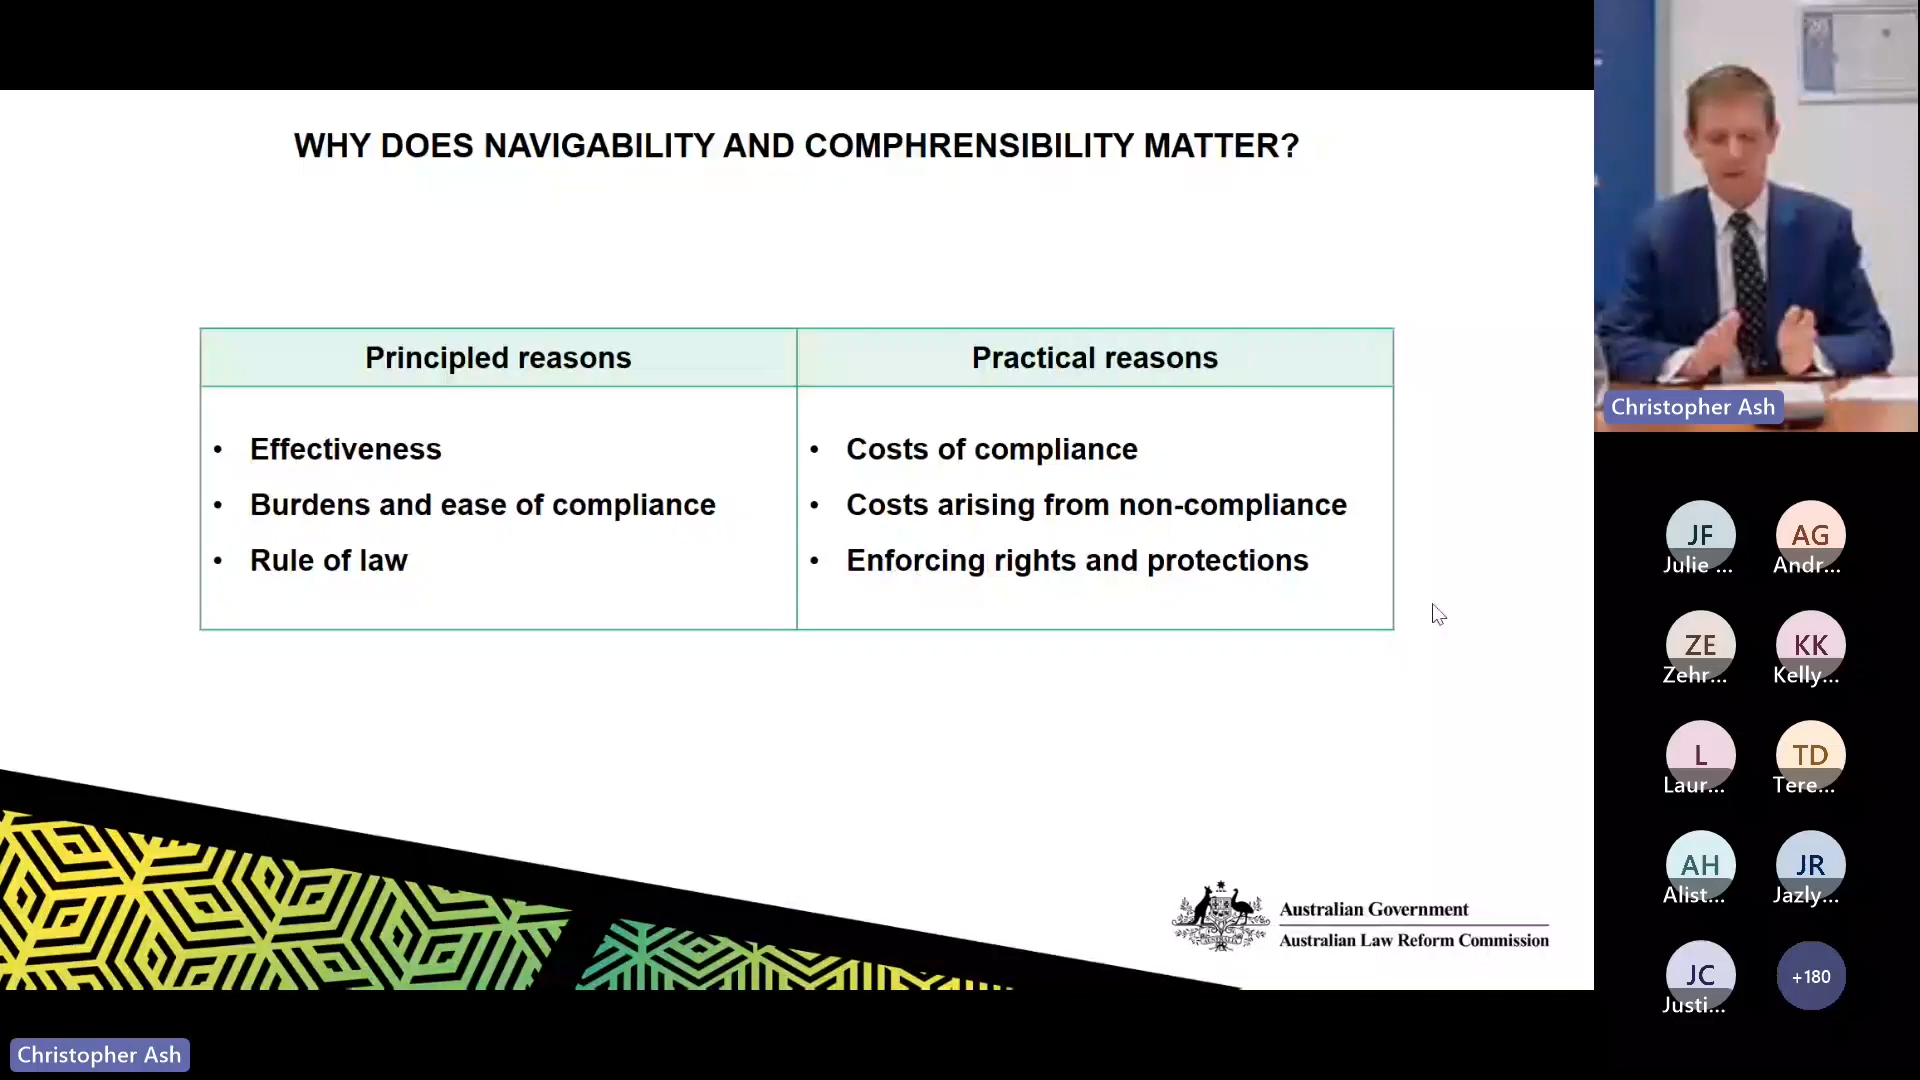 WHY DOES NAVIGABILITY AND COMPHRENSIBILITY MATTER?
Principled reasons
Practical reasons
• Effectiveness
• Burdens and ease of compliance
• Rule of law
• Costs of compliance
• Costs arising from non-compliance
• Enforcing rights and protections
Australian Government
Australian Law Reform Commission
Christopher Ash
JF
Julie ...
AG
Andr...
ZE
Zehr...
KK
Kelly...
L
Laur...
TD
Tere...
AH
Alist...
JR
Jazly...
JC
Justi...
+180
Christopher Ash